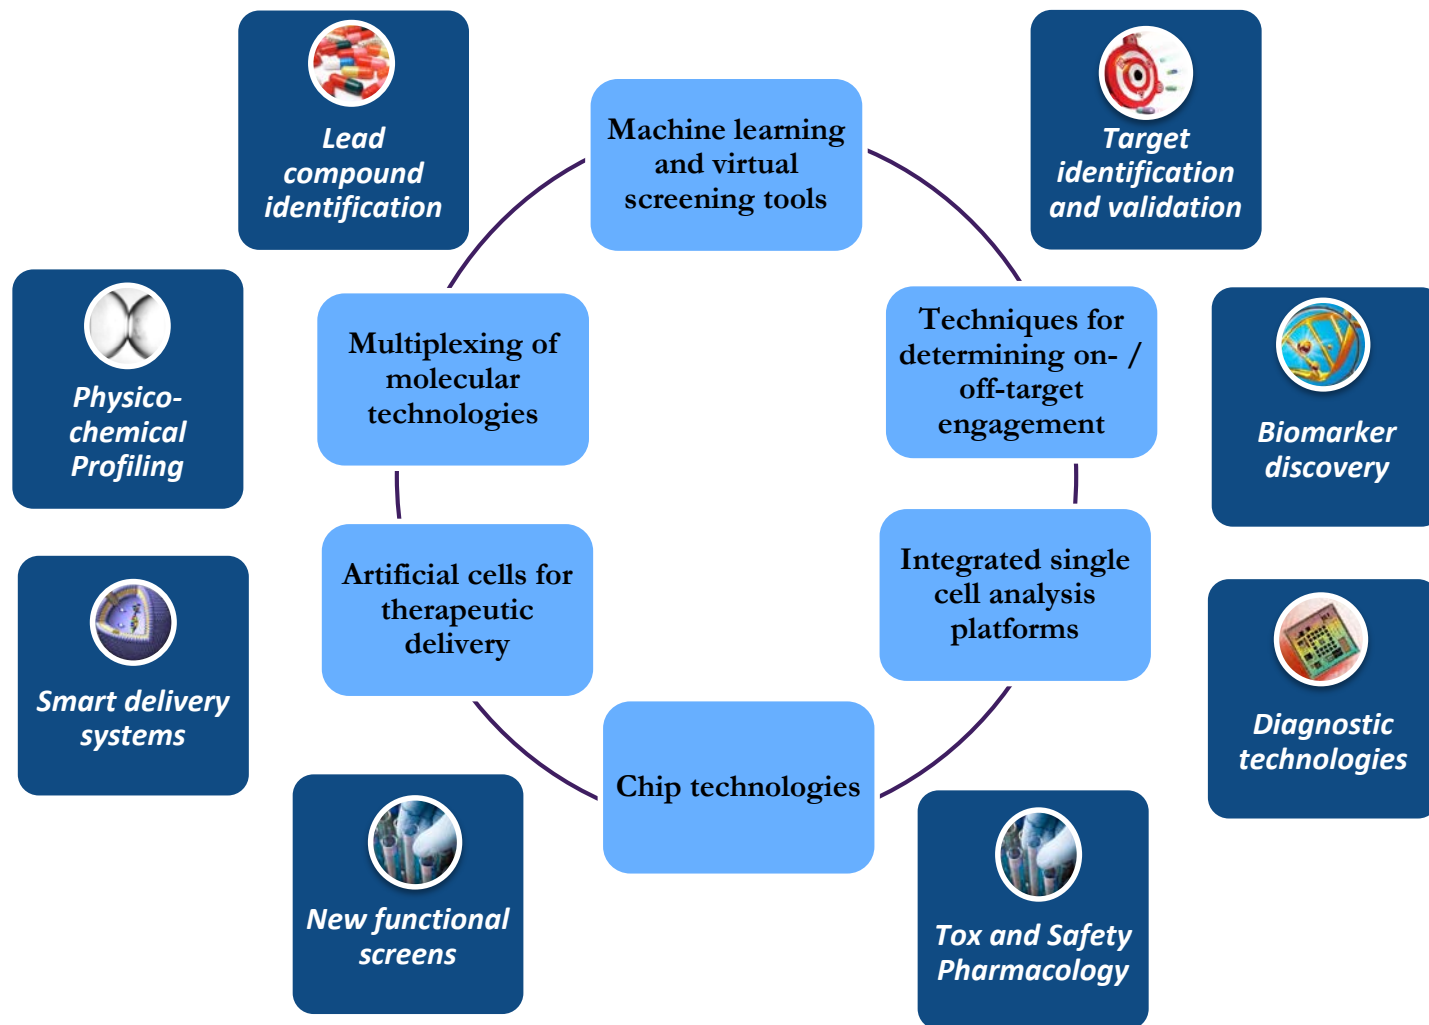 Lead
compound
identification
Machine learning
and virtual
screening tools
Target
identification
and validation
Physico-
chemical
Profiling
Multiplexing of
molecular
technologies
Techniques for
determining on- /
off-target
engagement
Biomarker
discovery
Smart delivery
systems
Artificial cells for
therapeutic
delivery
Integrated single
cell analysis
platforms
Diagnostic
technologies
New functional
screens
Chip technologies
Tox and Safety
Pharmacology